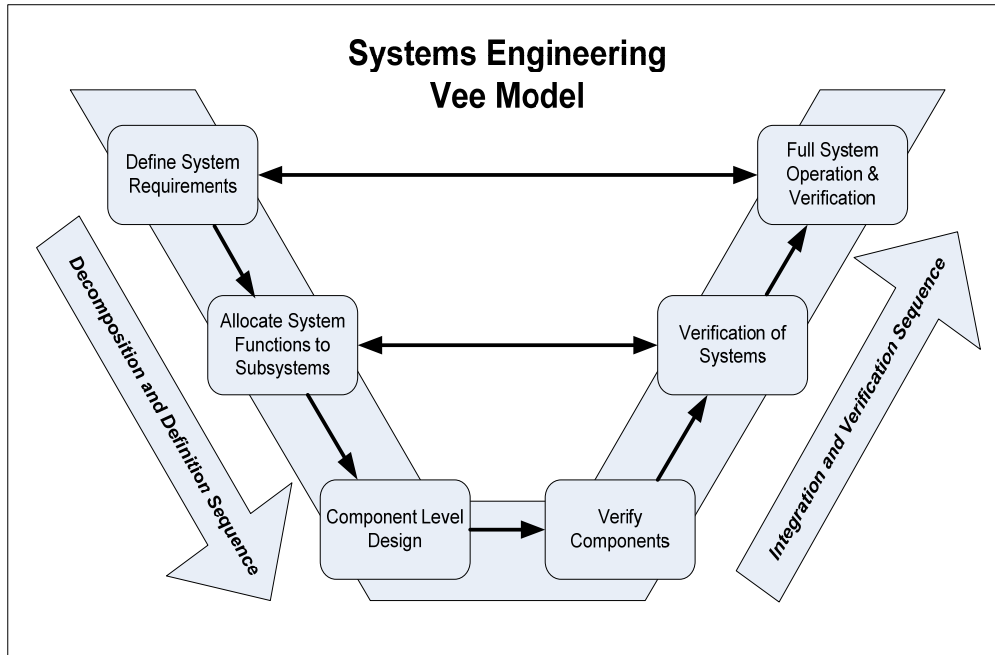 Systems Engineering
Vee Model
Define System
Requirements
Full System
Operation &
Verification
Decomposition and Definition Sequence
Allocate System
Functions to
Subsystems
Verification of
Systems
Integration and Verification Sequence
Component Level
Design
Verify
Components